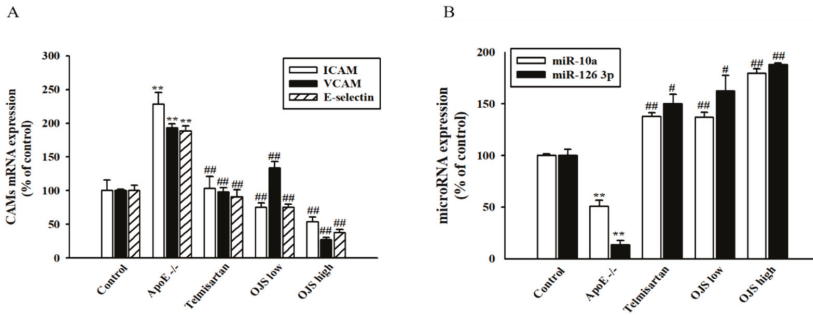 A
CAMs mRNA expression
(% of control)
300
250
200
150
100
50
0
ICAM
VCAM
E-selectin
**
**
**
##
##
##
##
##
##
##
##
##
Control
ApoE -/-
Telmisartan
OJS low
OJS high
B
microRNA expression
(% of control)
200
150
100
50
0
miR-10a
miR-126 3p
**
**
##
#
##
#
##
##
Control
ApoE -/-
Telmisartan
OJS low
OJS high